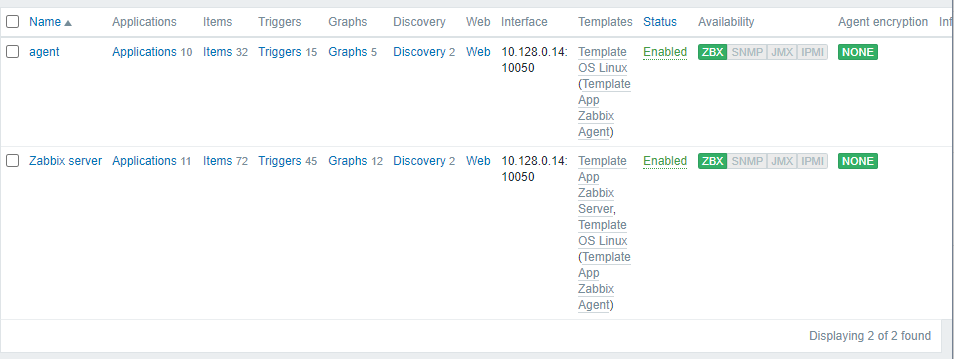 Name Applications Items Triggers Graphs Discovery Web Interface Templates Status Availability Agent encryption Inf
agent Applications 10 Items 32 Triggers 15 Graphs 5 Discovery 2 Web 10.128.0.14: Template Enabled ZBX SNMP JMX IPMI NONE
10050 OS Linux
(Template
App
Zabbix
Agent)
Zabbix server Applications 11 Items 72 Triggers 45 Graphs 12 Discovery 2 Web 10.128.0.14: Template Enabled ZBX SNMP JMX IPMI NONE
10050 App
Zabbix
Server,
Template
OS Linux
(Template
App
Zabbix
Agent)
Displaying 2 of 2 found